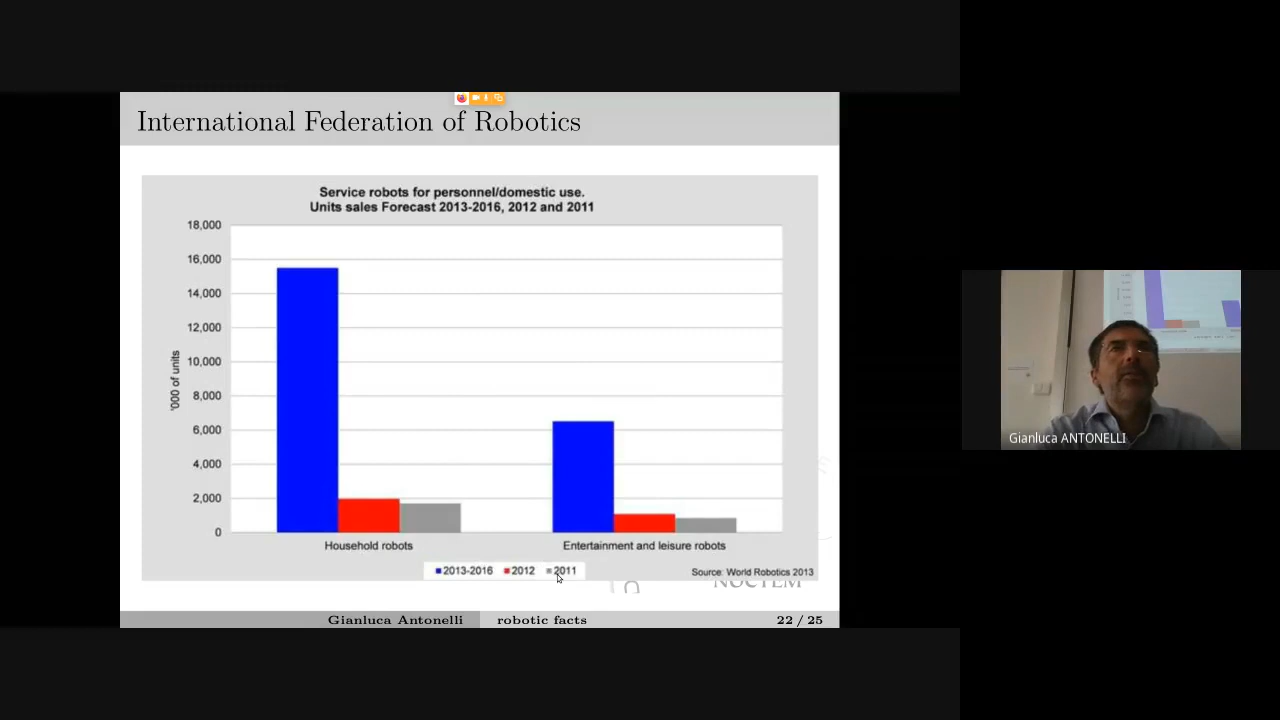 International Federation of Robotics
Service robots for personnel/domestic use.
Units sales Forecast 2013-2016, 2012 and 2011
18,000
16,000
14,000
12,000
10,000
8,000
6,000
4,000
2,000
0
'000 of units
Household robots
Entertainment and leisure robots
2013-2016
2012
2011
Source: World Robotics 2013
NOCTEM
Gianluca Antonelli
robotic facts
22 / 25
Gianluca ANTONELLI